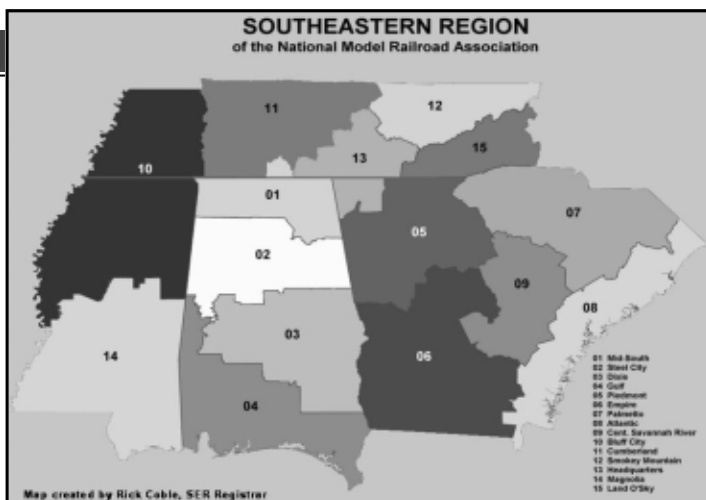 SOUTHEASTERN REGION
of the National Model Railroad Association
11
12
13
15
10
01
07
05
02
09
08
03
14
06
04
01 Mid-South
02 Steel City
03 Dixie
04 Gulf
05 Piedmont
06 Empire
07 Palmetto
08 Atlantic
09 Cent. Savannah River
10 Bluff City
11 Cumberland
12 Smokey Mountain
13 Headquarters
14 Magnolia
15 Land O'Sky
Map created by Rick Coble, SER Registrar